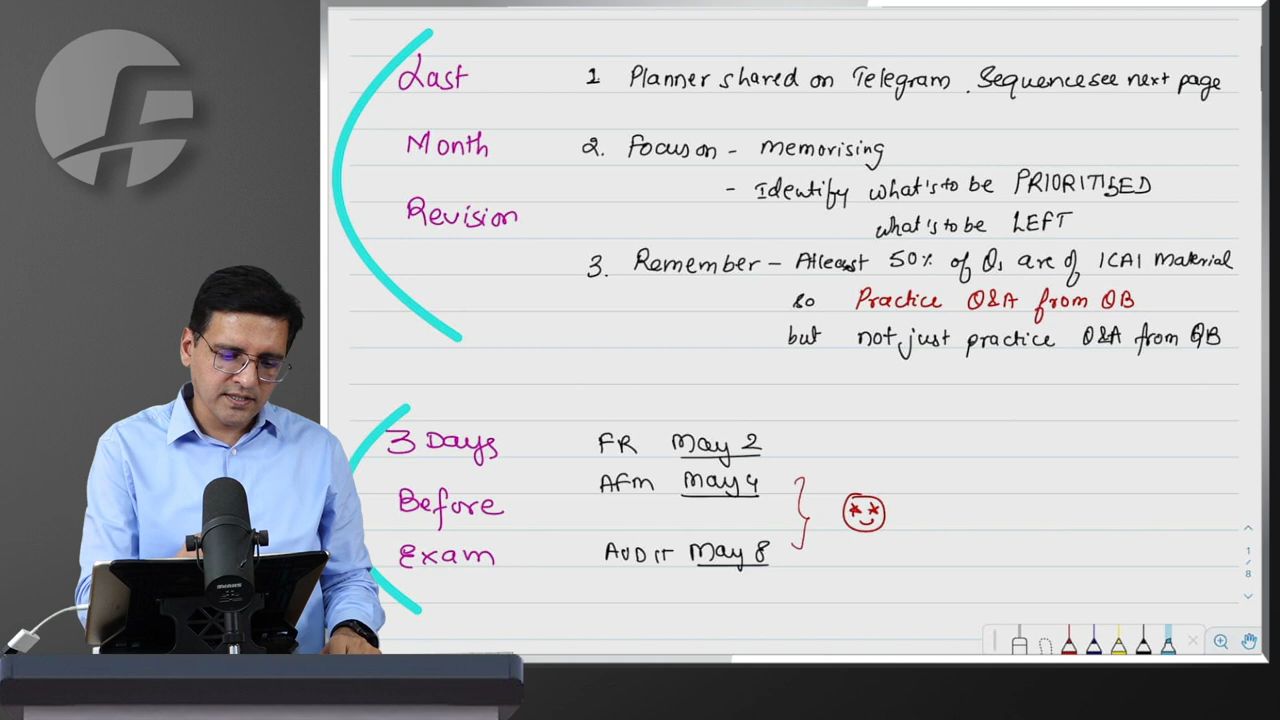 Last
Month
Revision
1 Planner shared on Telegram. Sequence see next page
2. Focus on - memorising
- Identify what's to be PRIORITISED
what's to be LEFT
3. Remember - Atleast 50% of Qs are of ICAI Material
so Practice Q&A from QB
but not just practice Q&A from QB
3 Days
Before
Exam
FR May 2
AFM May 4
AUDIT May 8
1
/
8
SHURE